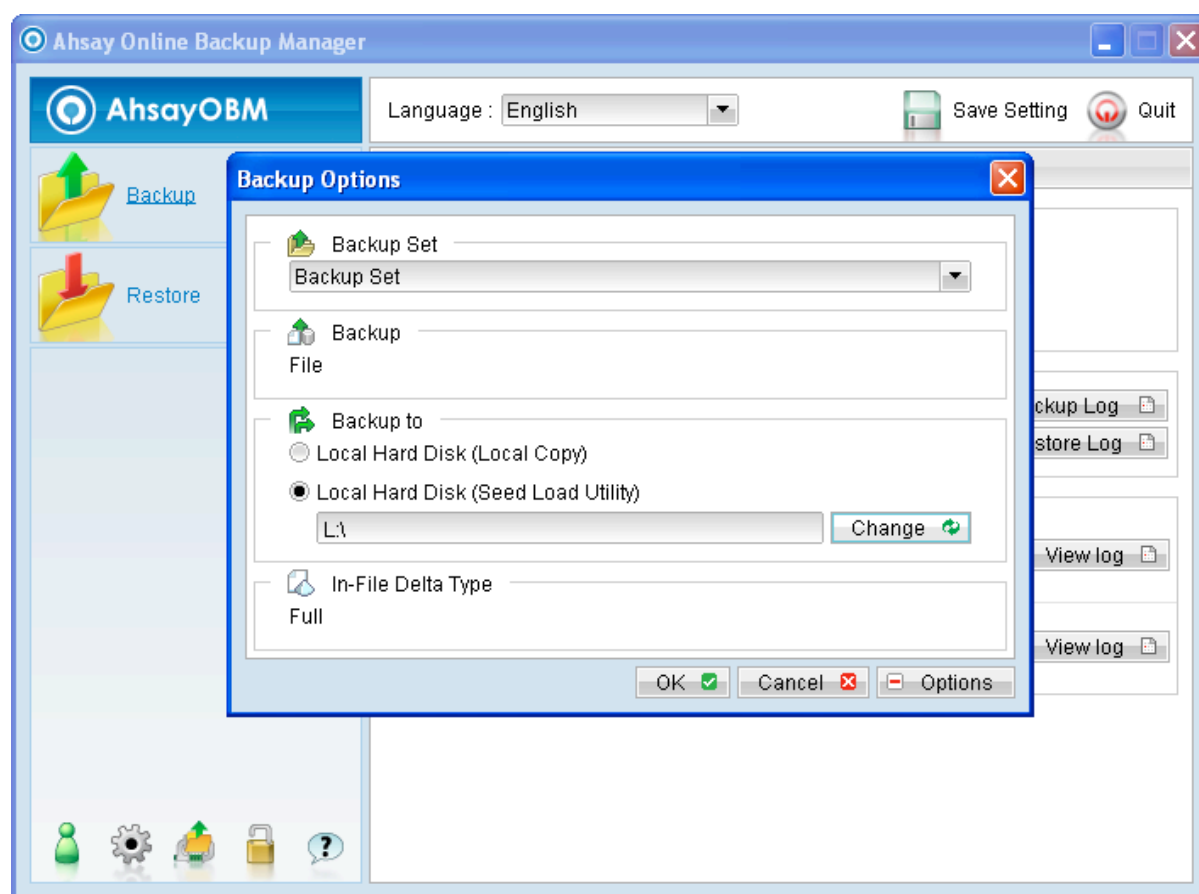 Ahsay Online Backup Manager
AhsayOBM
Language : English
Save Setting
Quit
Backup
Restore
Backup Options
Backup Set
Backup Set
Backup
File
Backup to
Local Hard Disk (Local Copy)
Local Hard Disk (Seed Load Utility)
L:\
Change
In-File Delta Type
Full
OK
Cancel
Options
ckup Log
store Log
View log
View log
?